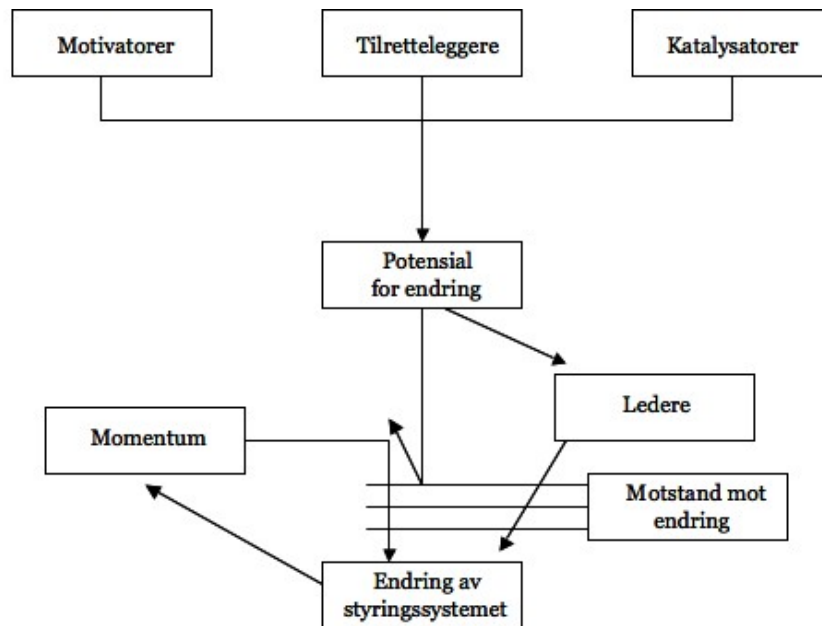 Motivatorer
Tilretteleggere
Katalysatorer
Potensial
for endring
Ledere
Momentum
Motstand mot
endring
Endring av
styringssystemet